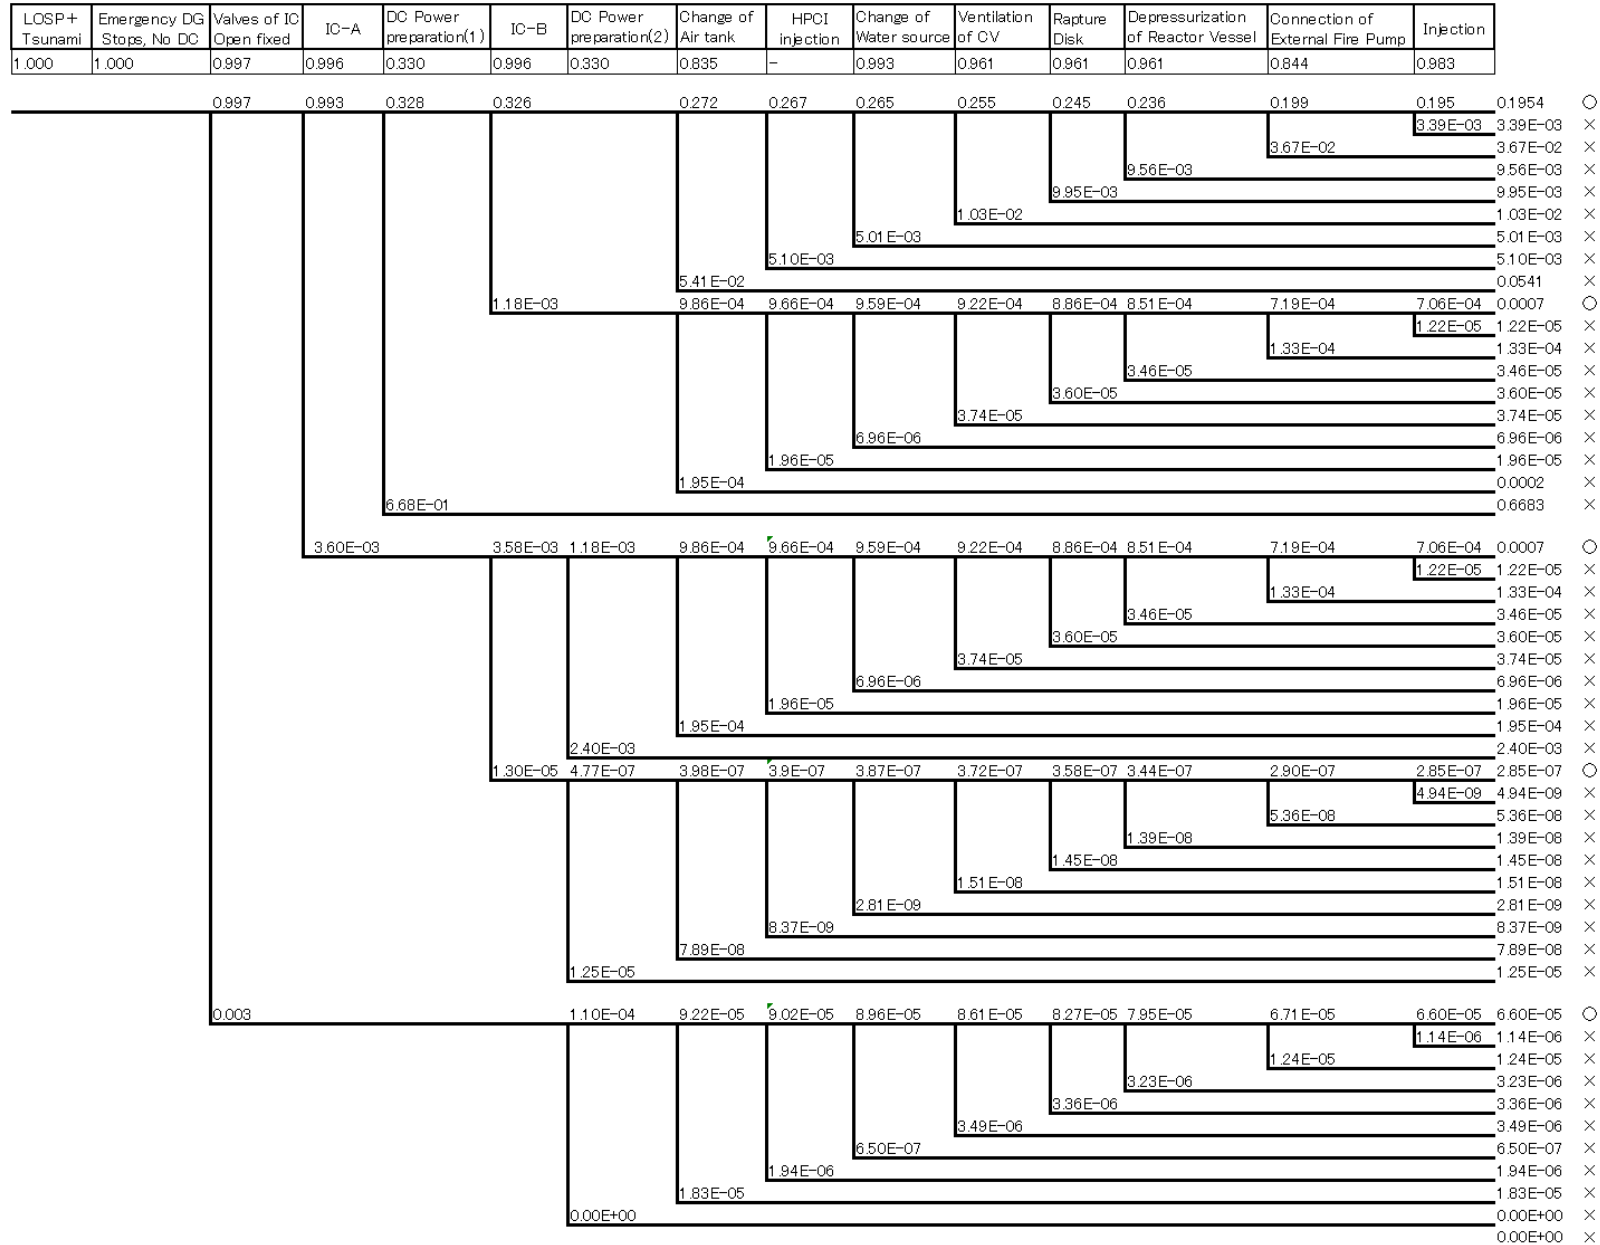 LOSP+ Tsunami | Emergency DG Stops, No DC | Valves of IC Open fixed | IC-A | DC Power preparation(1) | IC-B | DC Power preparation(2) | Change of Air tank | HPCI injection | Change of Water source | Ventilation of CV | Rapture Disk | Depressurization of Reactor Vessel | Connection of External Fire Pump | Injection
1.000 1.000 0.997 0.996 0.330 0.996 0.330 0.835 - 0.993 0.961 0.961 0.961 0.844 0.983
0.997 0.993 0.328 0.326 0.272 0.267 0.265 0.255 0.245 0.236 0.199 0.195 0.1954 ○
3.39E-03 3.39E-03 ×
3.67E-02 3.67E-02 ×
9.56E-03 9.56E-03 ×
9.95E-03 9.95E-03 ×
1.03E-02 1.03E-02 ×
5.01E-03 5.01E-03 ×
5.10E-03 5.10E-03 ×
5.41E-02 0.0541 ×
1.18E-03 9.86E-04 9.66E-04 9.59E-04 9.22E-04 8.86E-04 8.51E-04 7.19E-04 7.06E-04 0.0007 ○
1.22E-05 1.22E-05 ×
1.33E-04 1.33E-04 ×
3.46E-05 3.46E-05 ×
3.60E-05 3.60E-05 ×
3.74E-05 3.74E-05 ×
6.96E-06 6.96E-06 ×
1.96E-05 1.96E-05 ×
1.95E-04 0.0002 ×
6.68E-01 0.6683 ×
3.60E-03 3.58E-03 1.18E-03 9.86E-04 9.66E-04 9.59E-04 9.22E-04 8.86E-04 8.51E-04 7.19E-04 7.06E-04 0.0007 ○
1.22E-05 1.22E-05 ×
1.33E-04 1.33E-04 ×
3.46E-05 3.46E-05 ×
3.60E-05 3.60E-05 ×
3.74E-05 3.74E-05 ×
6.96E-06 6.96E-06 ×
1.96E-05 1.96E-05 ×
1.95E-04 1.95E-04 ×
2.40E-03 2.40E-03 ×
1.30E-05 4.77E-07 3.98E-07 3.9E-07 3.87E-07 3.72E-07 3.58E-07 3.44E-07 2.90E-07 2.85E-07 2.85E-07 ○
4.94E-09 4.94E-09 ×
5.36E-08 5.36E-08 ×
1.39E-08 1.39E-08 ×
1.45E-08 1.45E-08 ×
1.51E-08 1.51E-08 ×
2.81E-09 2.81E-09 ×
8.37E-09 8.37E-09 ×
7.89E-08 7.89E-08 ×
1.25E-05 1.25E-05 ×
0.003 1.10E-04 9.22E-05 9.02E-05 8.96E-05 8.61E-05 8.27E-05 7.95E-05 6.71E-05 6.60E-05 6.60E-05 ○
1.14E-06 1.14E-06 ×
1.24E-05 1.24E-05 ×
3.23E-06 3.23E-06 ×
3.36E-06 3.36E-06 ×
3.49E-06 3.49E-06 ×
6.50E-07 6.50E-07 ×
1.94E-06 1.94E-06 ×
1.83E-05 1.83E-05 ×
0.00E+00 0.00E+00 ×
0.00E+00 ×